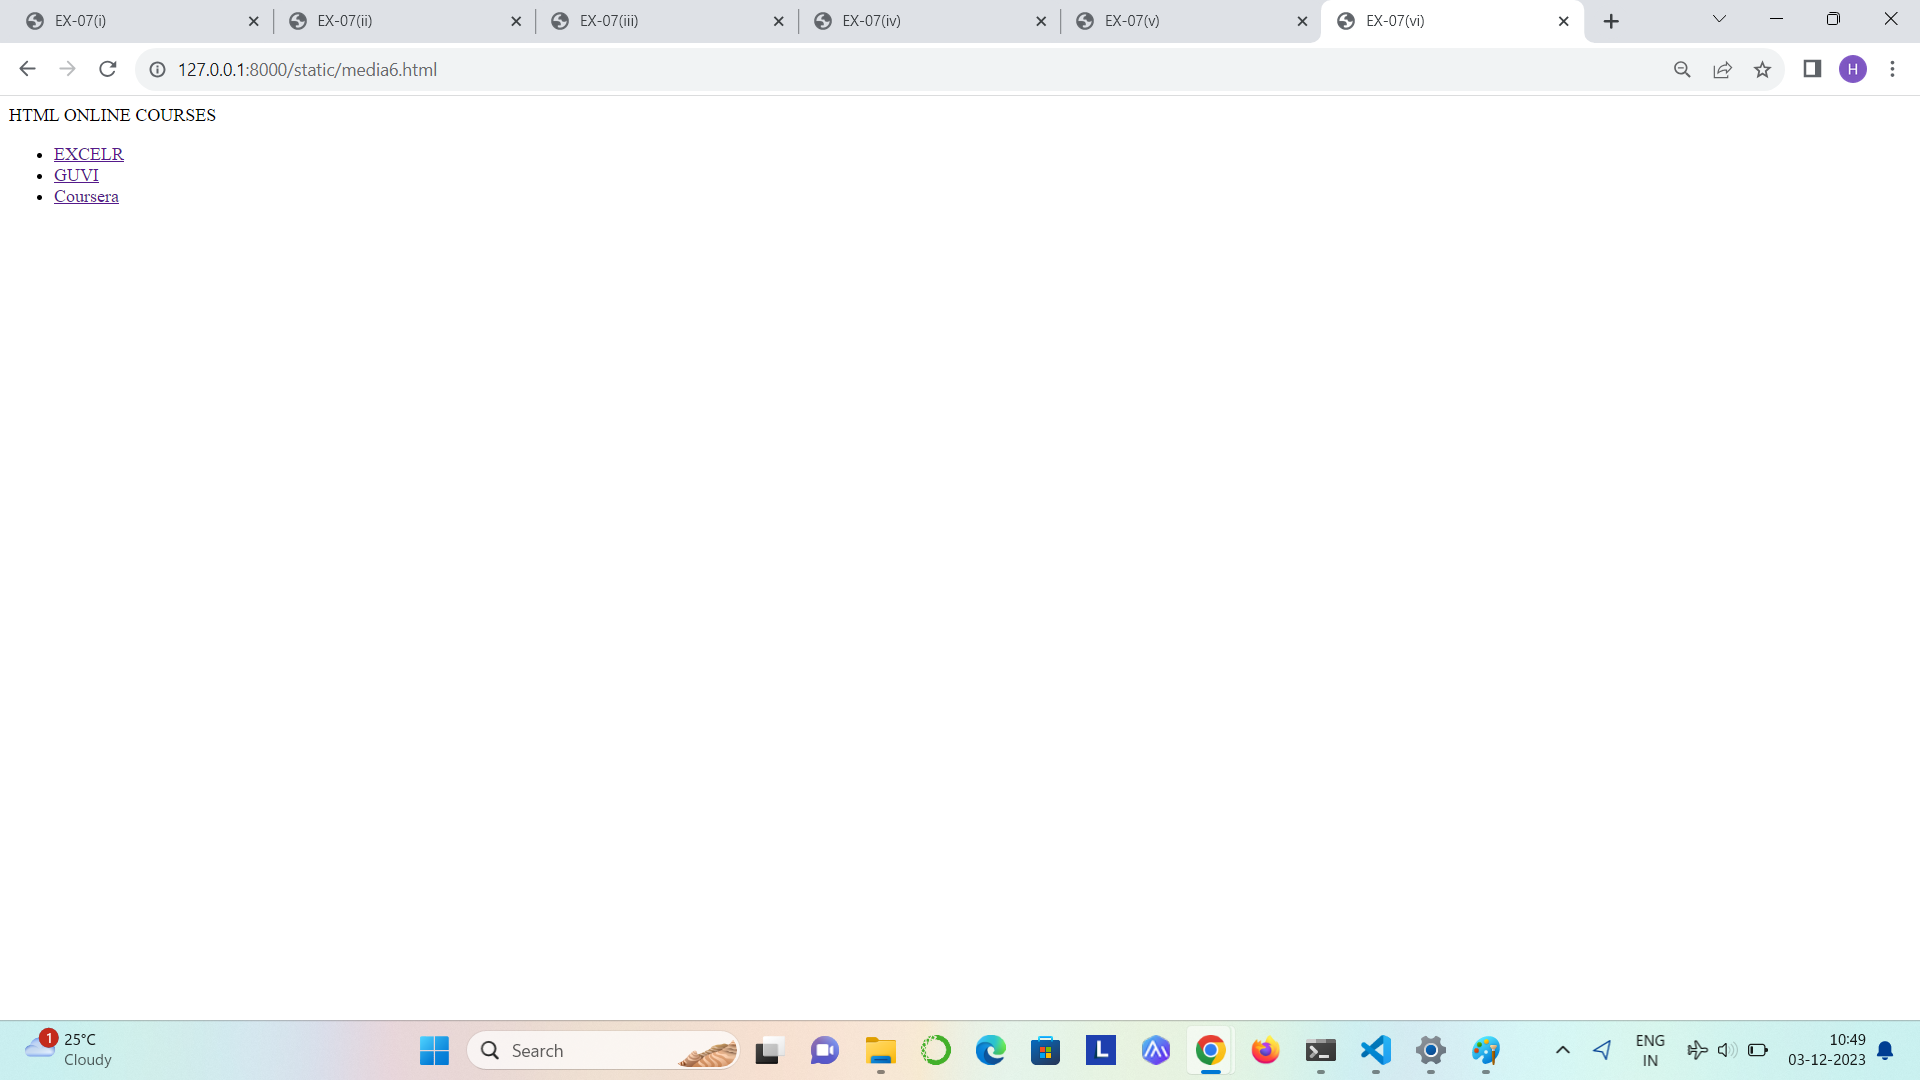 EX-07(i) EX-07(ii) EX-07(iii) EX-07(iv) EX-07(v) EX-07(vi)
127.0.0.1:8000/static/media6.html
H
HTML ONLINE COURSES
EXCELR
GUVI
Coursera
1
25°C
Cloudy
Search
L
ENG
IN
10:49
03-12-2023